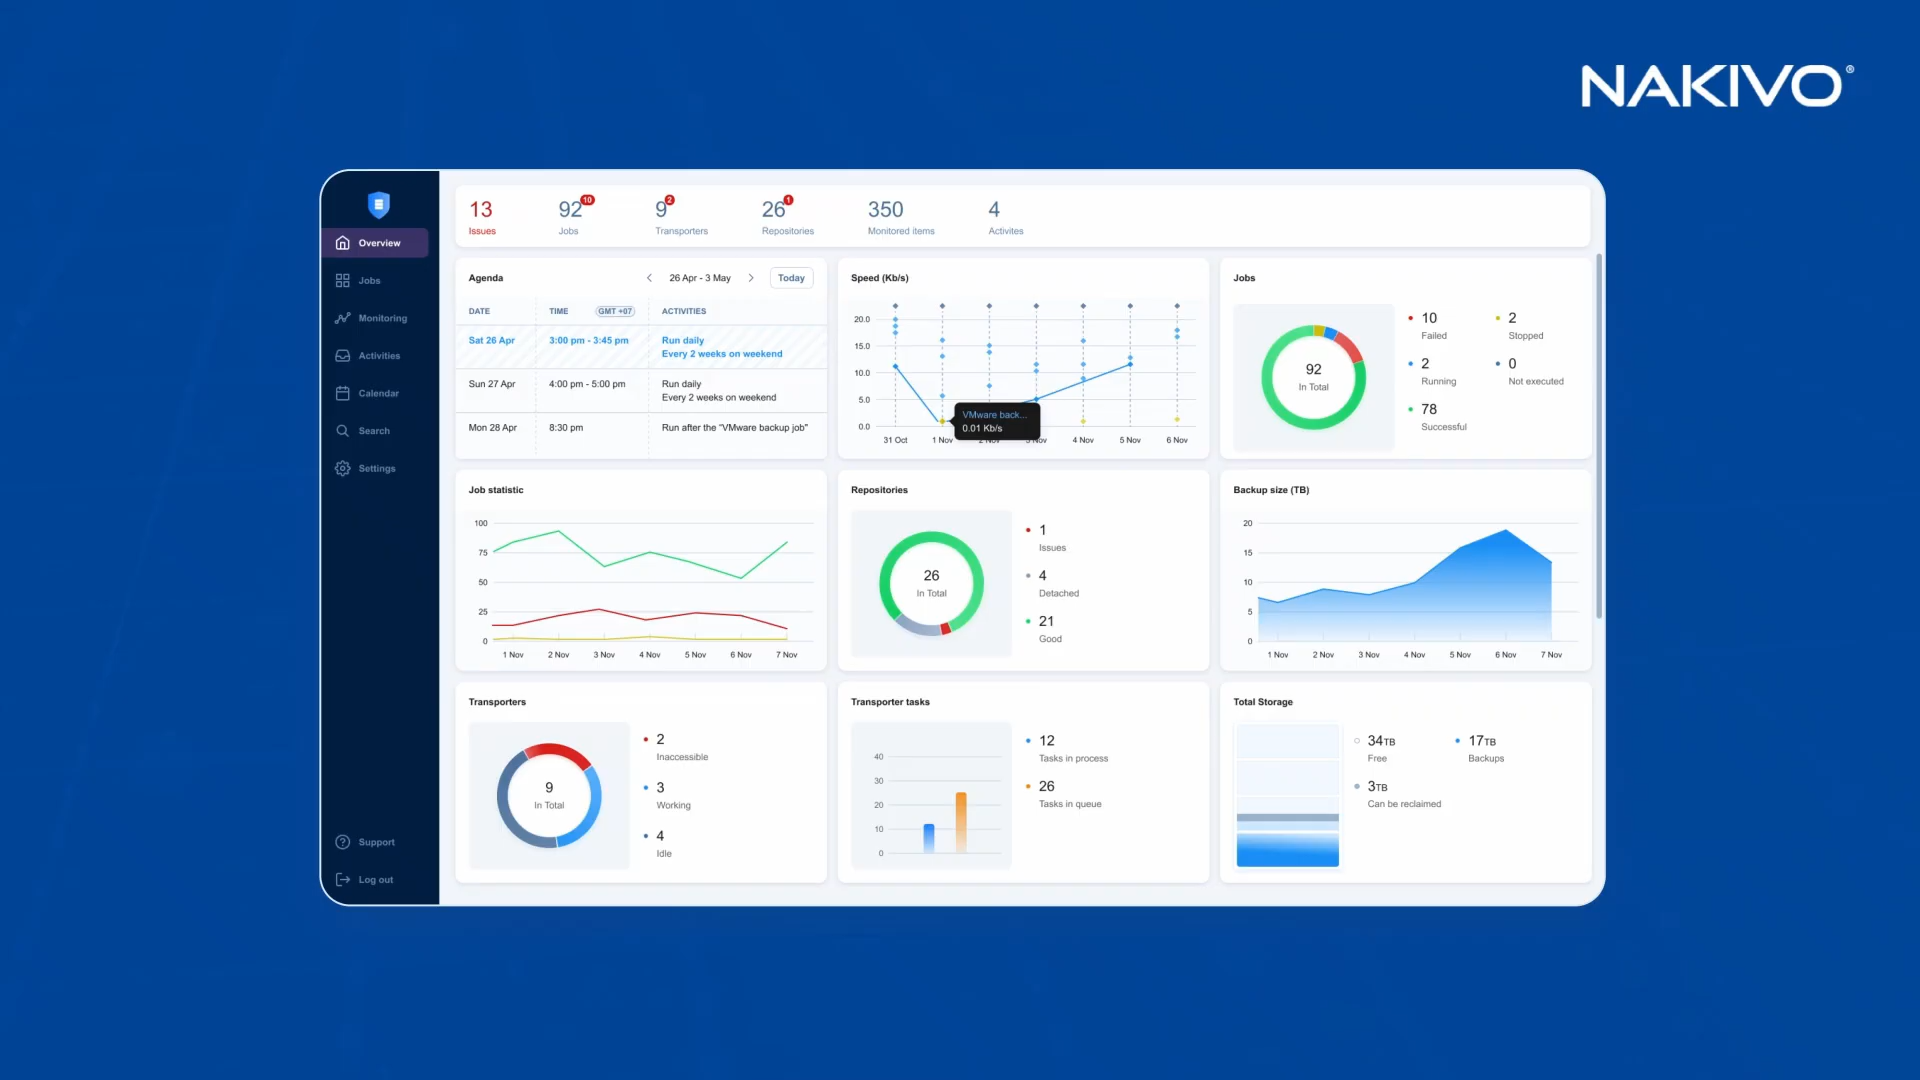 NAKIVO®
Overview
Jobs
Monitoring
Activities
Calendar
Search
Settings
Support
Log out
13
Issues
92 10
Jobs
9 2
Transporters
26 1
Repositories
350
Monitored items
4
Activites
Agenda
26 Apr - 3 May
Today
DATE TIME GMT +07 ACTIVITIES
Sat 26 Apr 3:00 pm - 3:45 pm Run daily
Every 2 weeks on weekend
Sun 27 Apr 4:00 pm - 5:00 pm Run daily
Every 2 weeks on weekend
Mon 28 Apr 8:30 pm Run after the "VMware backup job"
Speed (Kb/s)
20.0
15.0
10.0
5.0
0.0
VMware back...
0.01 Kb/s
31 Oct 1 Nov 2 Nov 3 Nov 4 Nov 5 Nov 6 Nov
Jobs
92
In Total
10
Failed
2
Stopped
2
Running
0
Not executed
78
Successful
Job statistic
100
75
50
25
0
1 Nov 2 Nov 3 Nov 4 Nov 5 Nov 6 Nov 7 Nov
Repositories
26
In Total
1
Issues
4
Detached
21
Good
Backup size (TB)
20
15
10
5
0
1 Nov 2 Nov 3 Nov 4 Nov 5 Nov 6 Nov 7 Nov
Transporters
9
In Total
2
Inaccessible
3
Working
4
Idle
Transporter tasks
40
30
20
10
0
12
Tasks in process
26
Tasks in queue
Total Storage
34TB
Free
17TB
Backups
3TB
Can be reclaimed